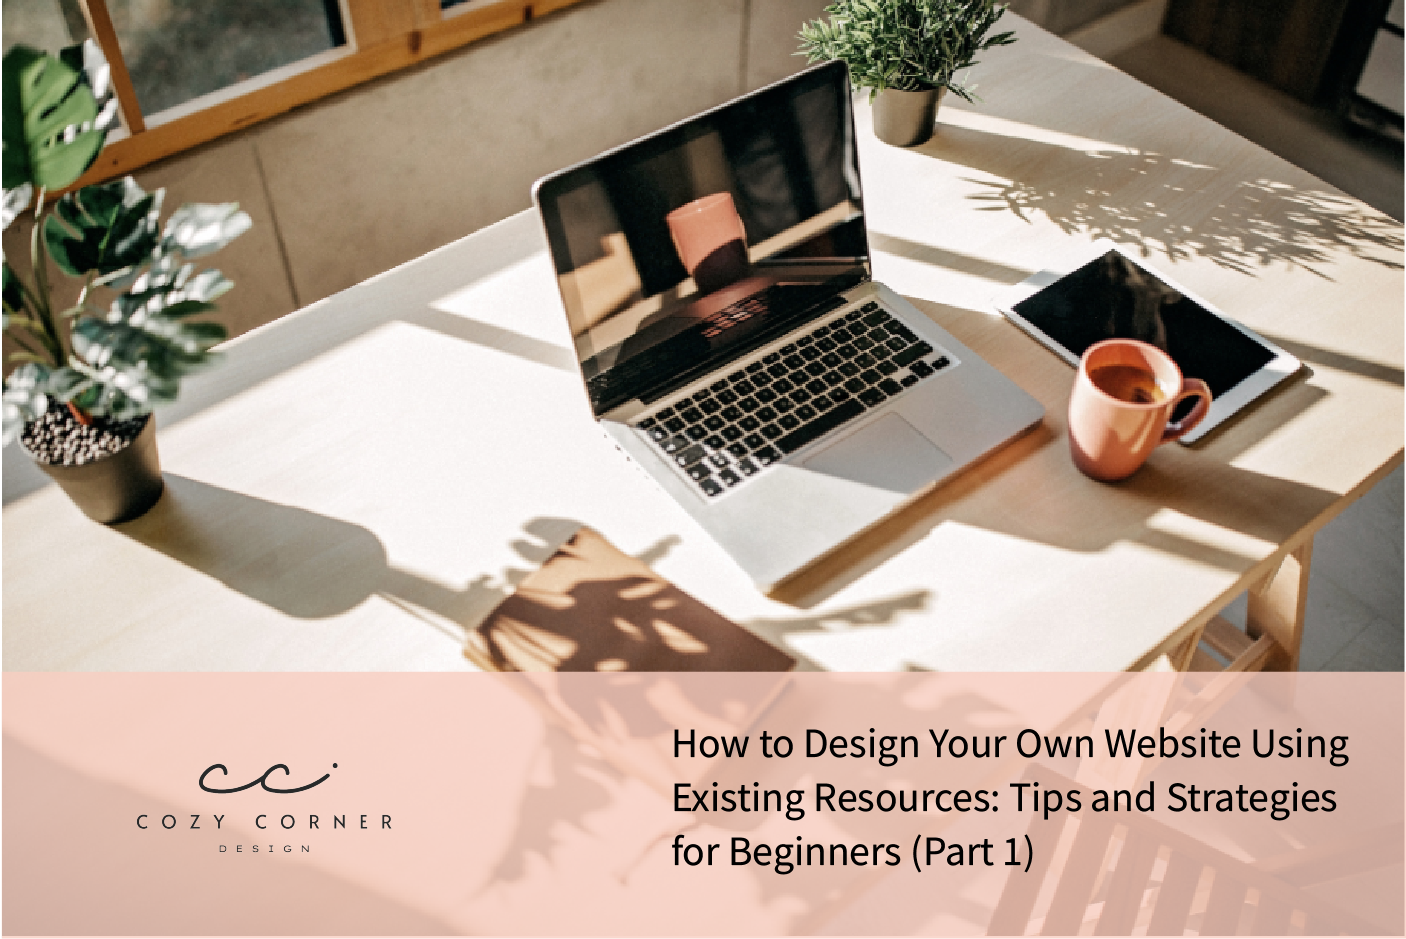 cci
COZY CORNER
DESIGN
How to Design Your Own Website Using
Existing Resources: Tips and Strategies
for Beginners (Part 1)